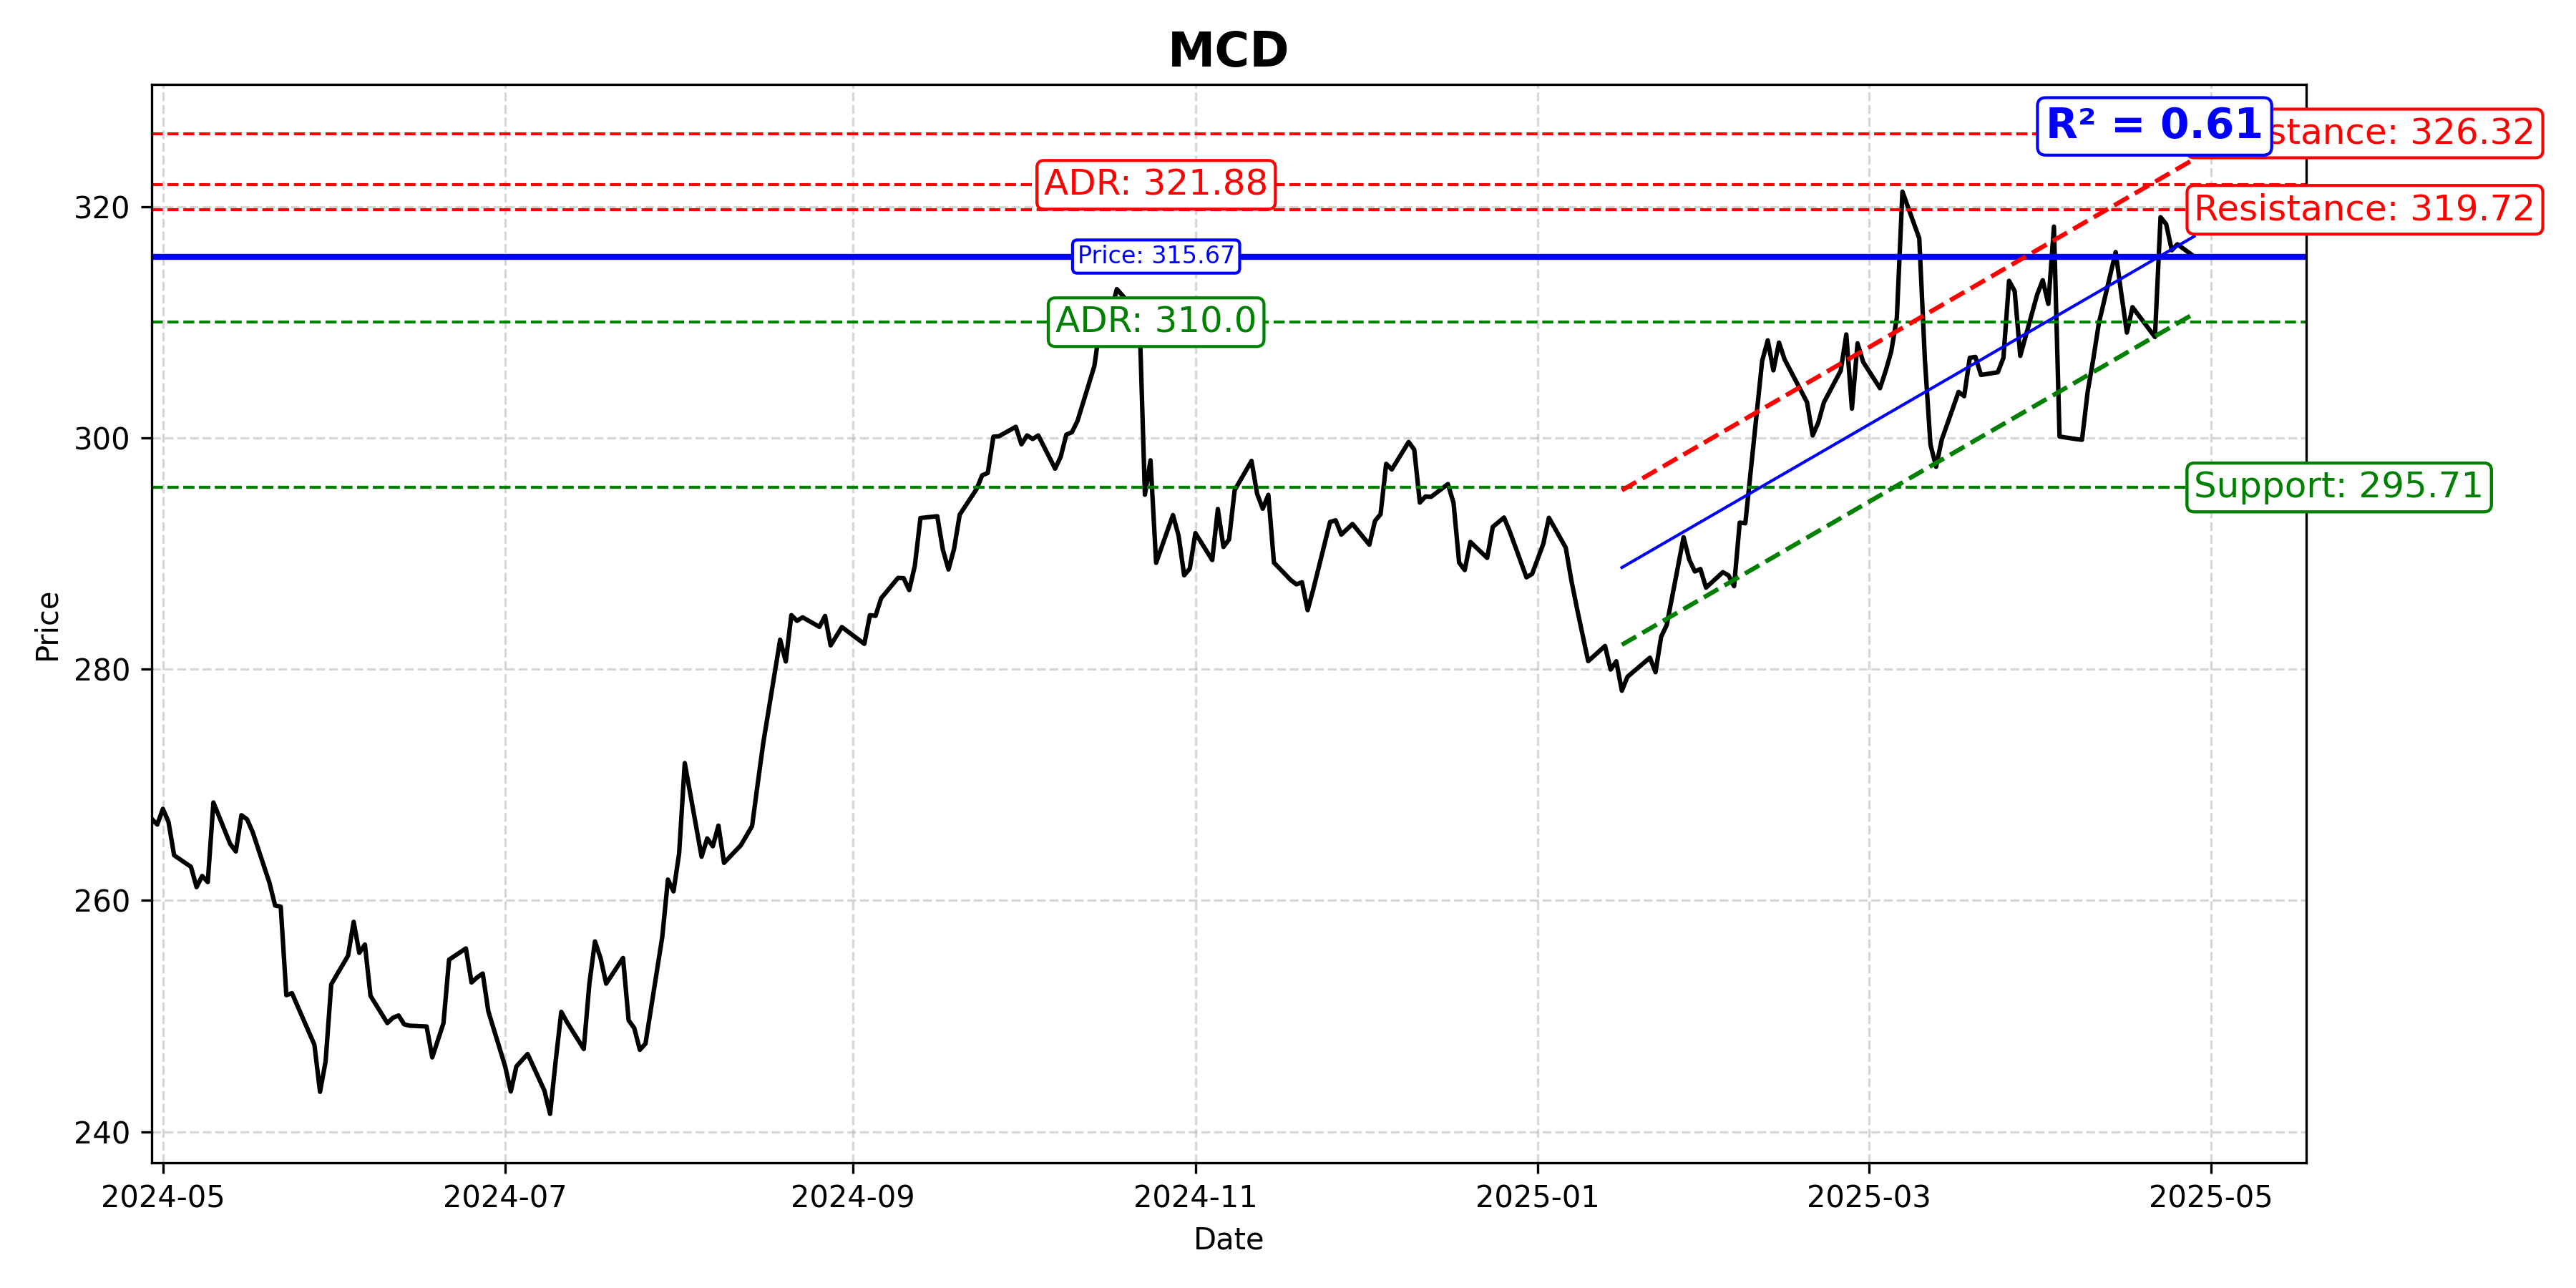 MCD
R² = 0.61
stance: 326.32
ADR: 321.88
Resistance: 319.72
Price: 315.67
ADR: 310.0
Support: 295.71
320
300
280
260
240
Price
2024-05
2024-07
2024-09
2024-11
2025-01
2025-03
2025-05
Date